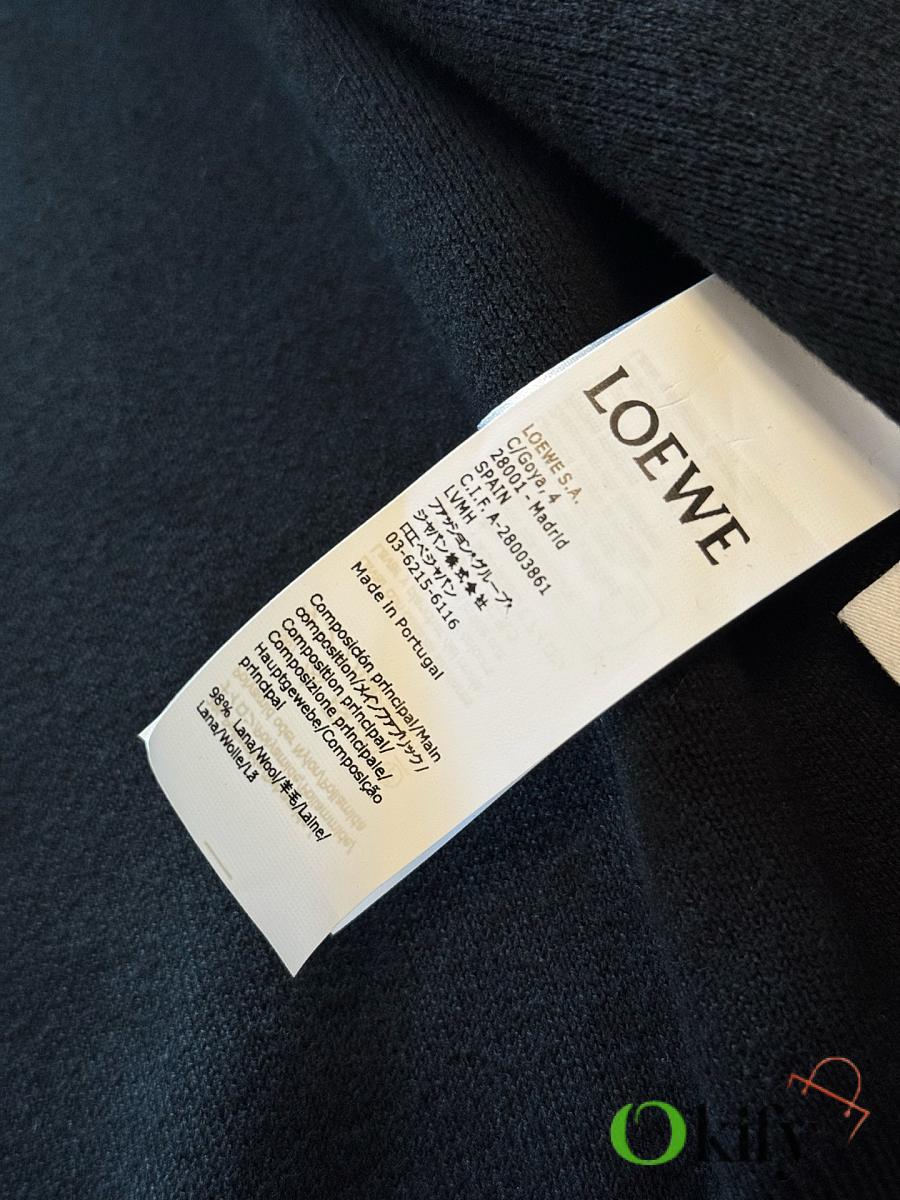 LOEWE
LOEWE S.A.
C/Goya, 4
28001 - Madrid
SPAIN
C.I.F. A-28003861
LVMH
ファッション・グループ・
ジャパン株式会社
ロエベジャパン
03-6215-6116
Made in Portugal
Composición principal/Main
composition/メインファブリック/
Composition principal/
Composizione principale/
Hauptgewebe/Composição
principal
98% Lana/Wool/羊毛/Laine/
Lana/Wolle/Lã
Okify